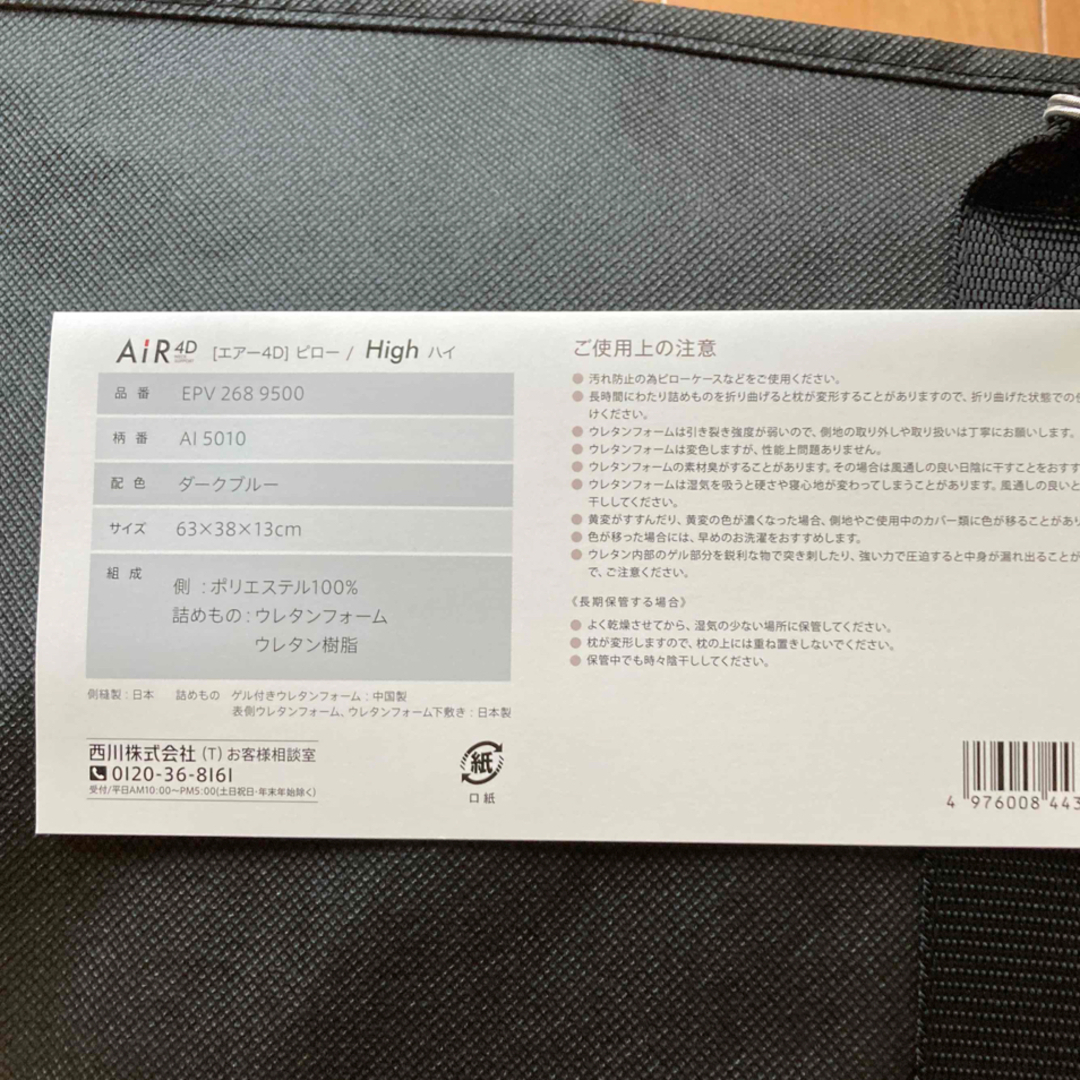 AiR 4D [エアー4D] ピロー / High ハイ
品 番 EPV 268 9500
柄 番 AI 5010
配 色 ダークブルー
サイズ 63×38×13cm
組 成 側 : ポリエステル100%
詰めもの : ウレタンフォーム
ウレタン樹脂
側縫製 : 日本 詰めもの ゲル付きウレタンフォーム : 中国製
表側ウレタンフォーム、ウレタンフォーム下敷き : 日本製
西川株式会社 (T) お客様相談室
0120-36-8161
受付/平日AM10:00〜PM5:00(土日祝日・年末年始除く)
紙
口 紙
ご使用上の注意
● 汚れ防止の為ピローケースなどをご使用ください。
● 長時間にわたり詰めものを折り曲げると枕が変形することがありますので、折り曲げた状態での
けください。
● ウレタンフォームは引き裂き強度が弱いので、側地の取り外しや取り扱いは丁寧にお願いします。
● ウレタンフォームは変色しますが、性能上問題ありません。
● ウレタンフォームの素材臭がすることがあります。その場合は風通しの良い日陰に干すことをおすす
● ウレタンフォームは湿気を吸うと硬さや寝心地が変わってしまうことがあります。風通しの良いと
干ししてください。
● 黄変がすすんだり、黄変の色が濃くなった場合、側地やご使用中のカバー類に色が移ることがあり
● 色が移った場合には、早めのお洗濯をおすすめします。
● ウレタン内部のゲル部分を鋭利な物で突き刺したり、強い力で圧迫すると中身が漏れ出ることが
で、ご注意ください。
《長期保管する場合》
● よく乾燥させてから、湿気の少ない場所に保管してください。
● 枕が変形しますので、枕の上には重ね置きしないでください。
● 保管中でも時々陰干ししてください。
4 976008 443